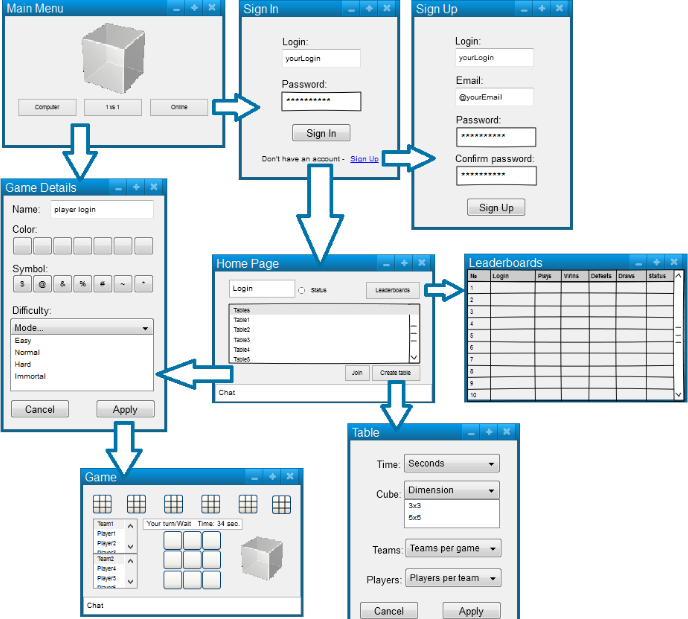 Main Menu
Computer
1 vs 1
Online
Sign In
Login:
yourLogin
Password:
**********
Sign In
Don't have an account - Sign Up
Sign Up
Login:
yourLogin
Email:
@yourEmail
Password:
**********
Confirm password:
**********
Sign Up
Game Details
Name: player login
Color:
Symbol:
$ @ & % # ~ *
Difficulty:
Mode...
Easy
Normal
Hard
Immortal
Cancel Apply
Home Page
Login Status Leaderboards
Tables
Table1
Table2
Table3
Table4
Table5
Join Create table
Chat
Leaderboards
№ Login Plays Wins Defeats Draws Status
1
2
3
4
5
6
7
8
9
10
Game
Team1
Player1
Player2
Player3
Team2
Player4
Player5
Player6
Your turn/Wait Time: 34 sec.
Chat
Table
Time: Seconds
Cube: Dimension
3x3
5x5
Teams: Teams per game
Players: Players per team
Cancel Apply